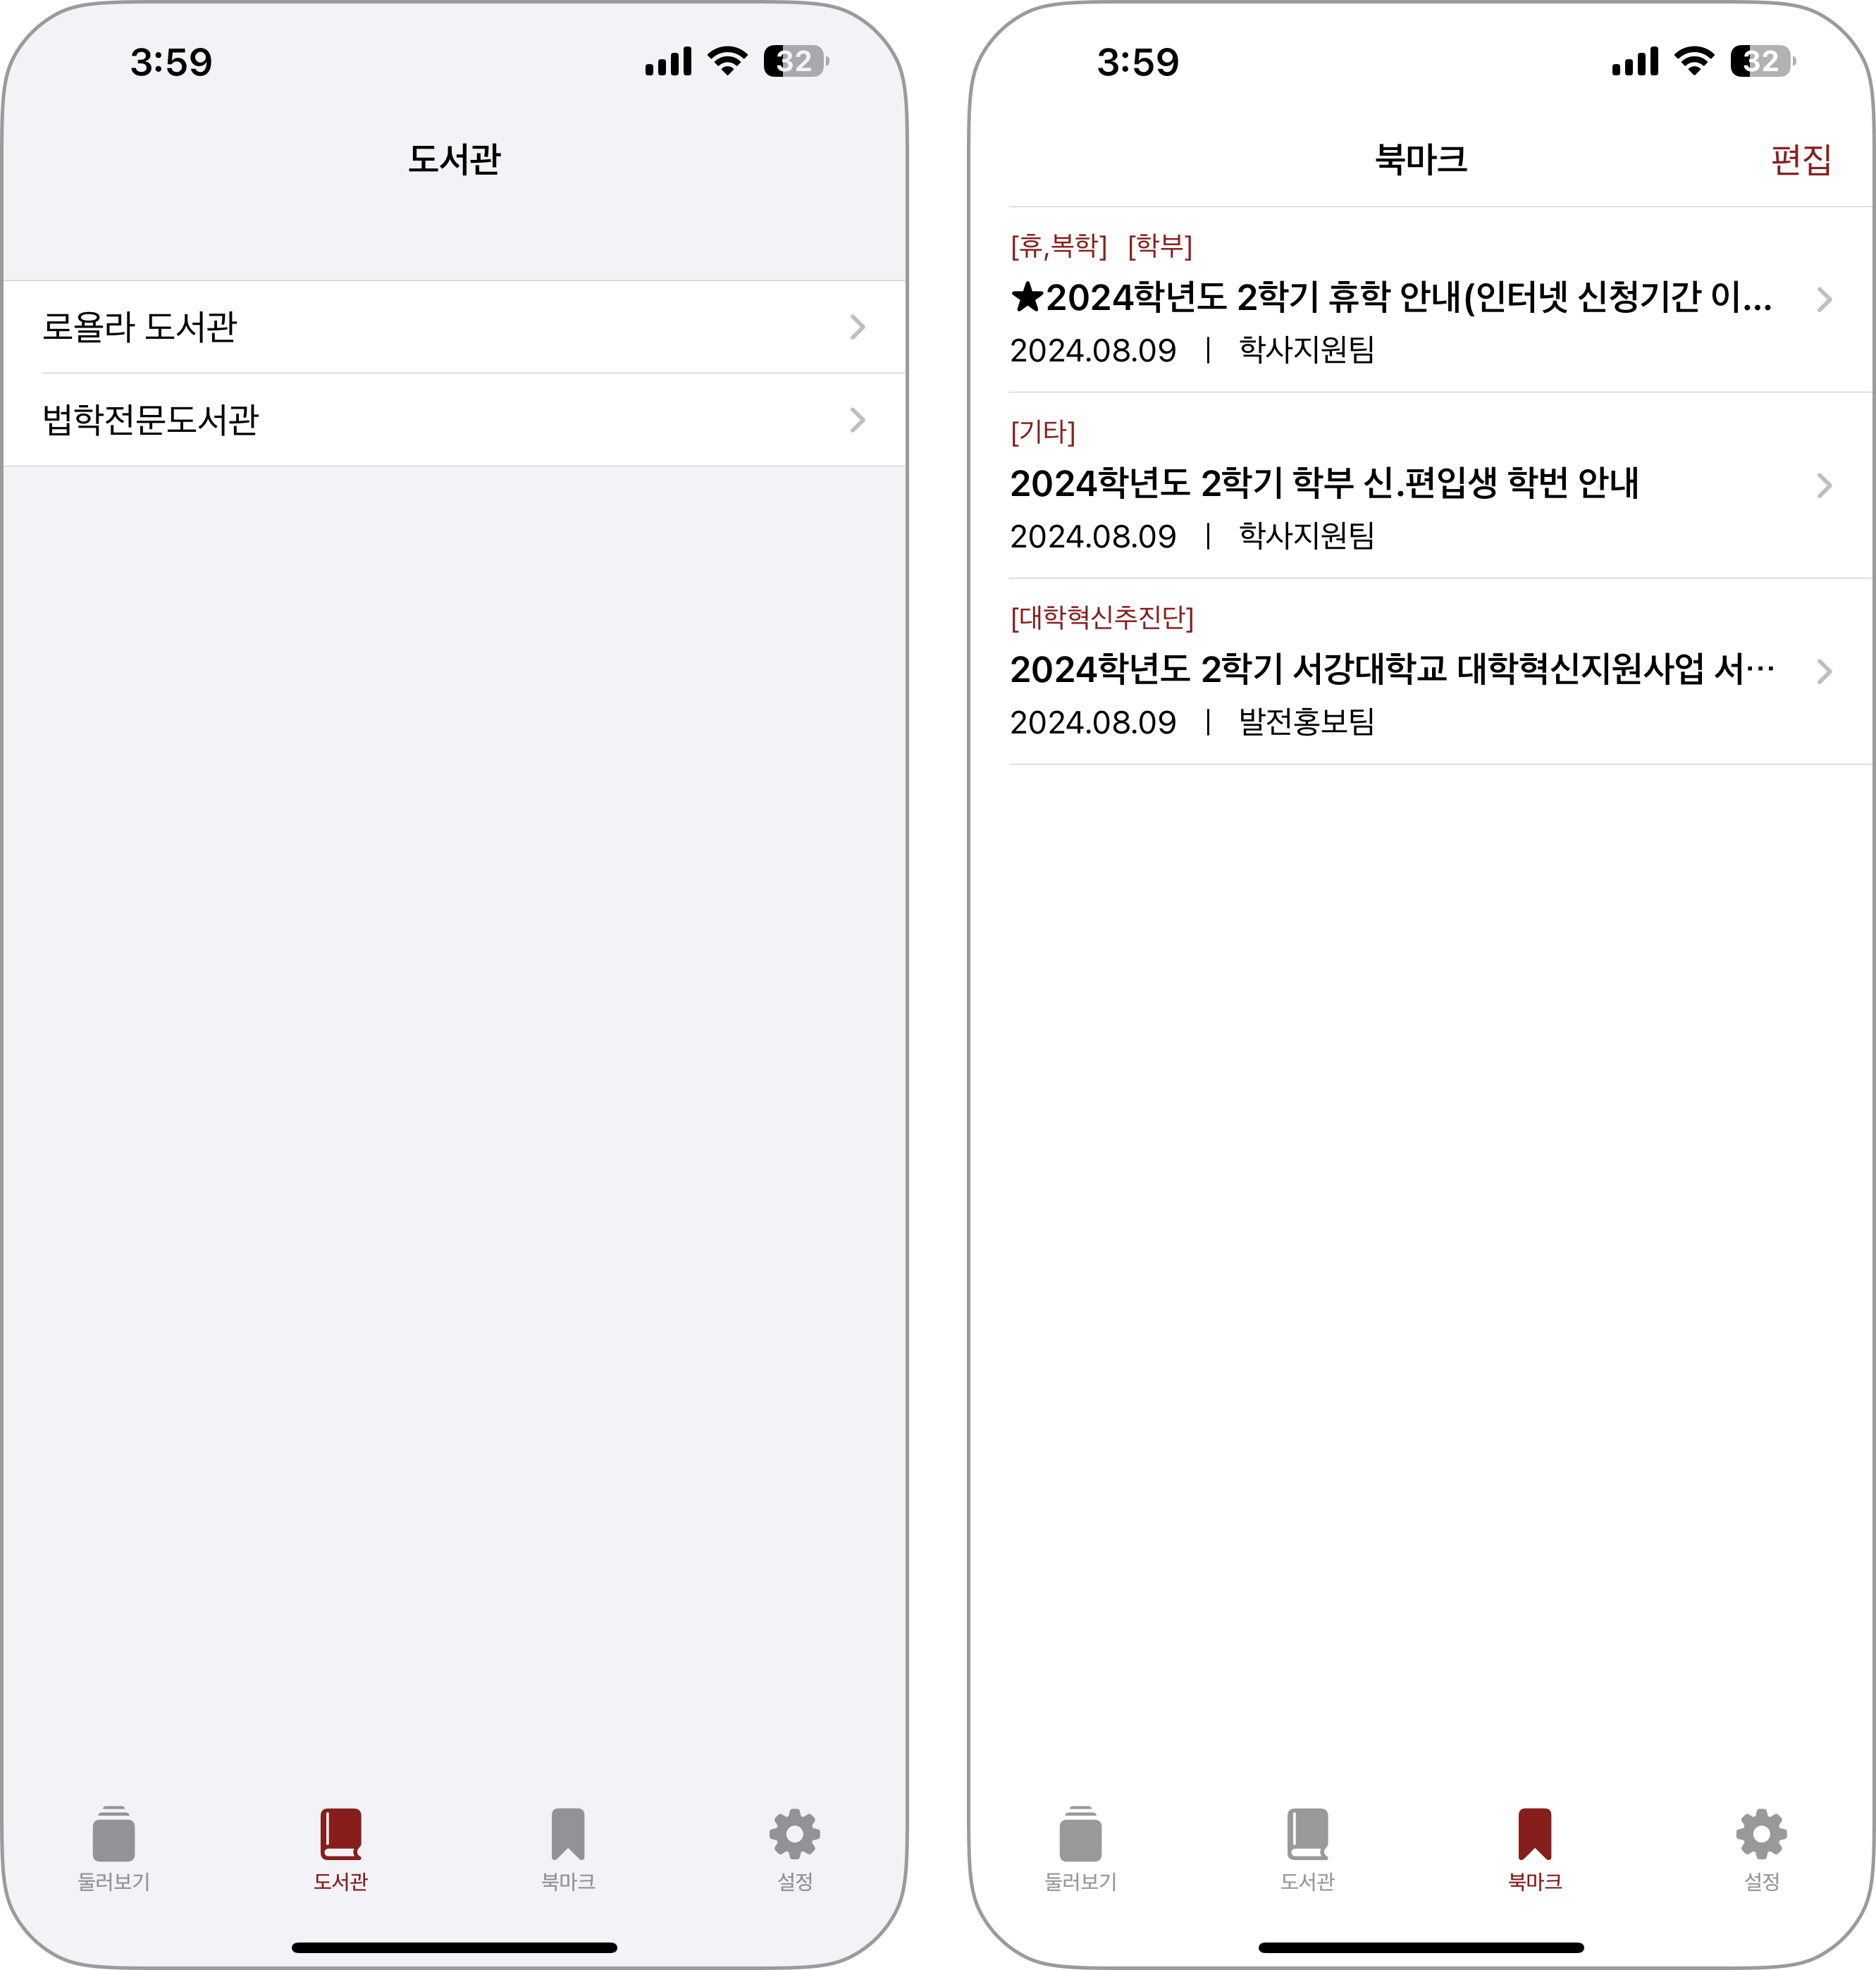 3:59
32
도서관
로욜라 도서관
법학전문도서관
둘러보기
도서관
북마크
설정
3:59
32
북마크
편집
[휴,복학] [학부]
★2024학년도 2학기 휴학 안내(인터넷 신청기간 이...
2024.08.09 | 학사지원팀
[기타]
2024학년도 2학기 학부 신.편입생 학번 안내
2024.08.09 | 학사지원팀
[대학혁신추진단]
2024학년도 2학기 서강대학교 대학혁신지원사업 서…
2024.08.09 | 발전홍보팀
둘러보기
도서관
북마크
설정